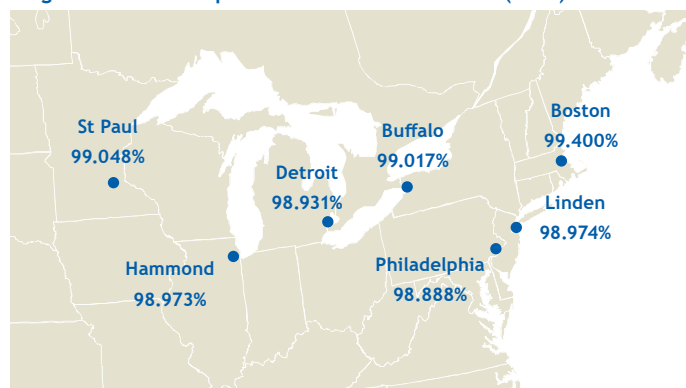 St Paul
99.048%
Buffalo
99.017%
Boston
99.400%
Detroit
98.931%
Linden
98.974%
Hammond
98.973%
Philadelphia
98.888%